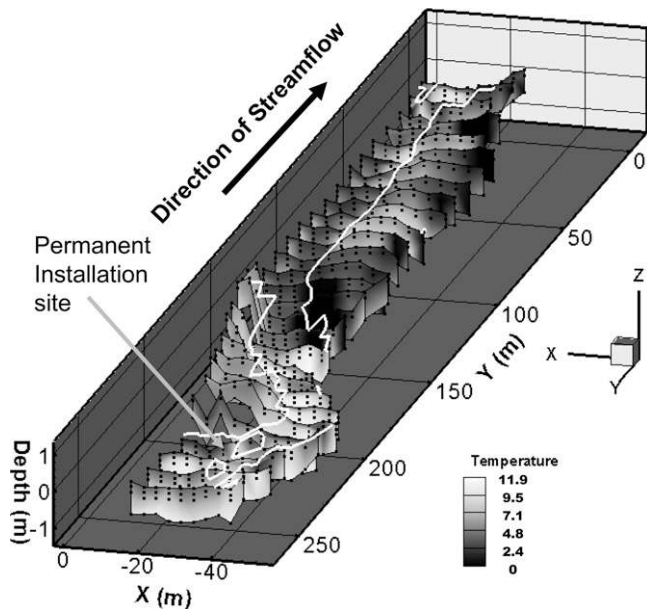 Direction of Streamflow
Permanent
Installation
site
0
50
100
150
200
250
Y (m)
Z
X
Y
1
0
-1
Depth (m)
0
-20
-40
X (m)
Temperature
11.9
9.5
7.1
4.8
2.4
0